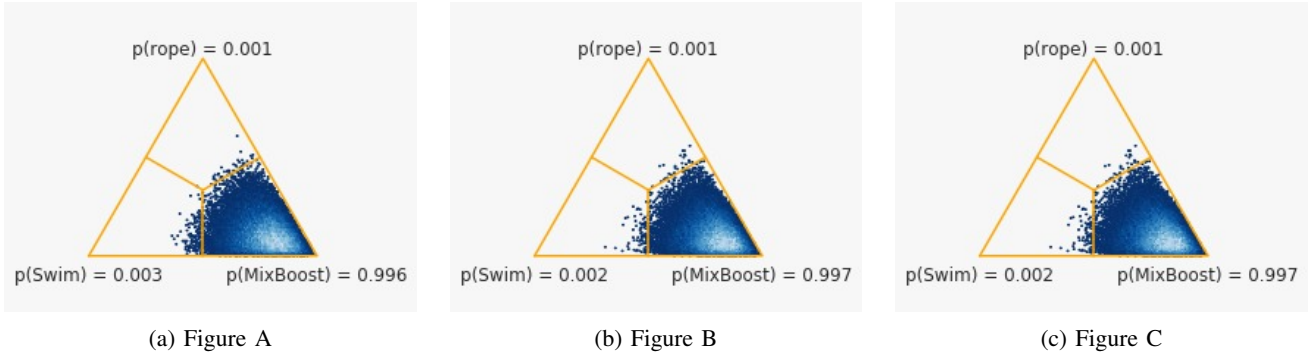 p(rope) = 0.001
p(Swim) = 0.003 p(MixBoost) = 0.996
(a) Figure A
p(rope) = 0.001
p(Swim) = 0.002 p(MixBoost) = 0.997
(b) Figure B
p(rope) = 0.001
p(Swim) = 0.002 p(MixBoost) = 0.997
(c) Figure C